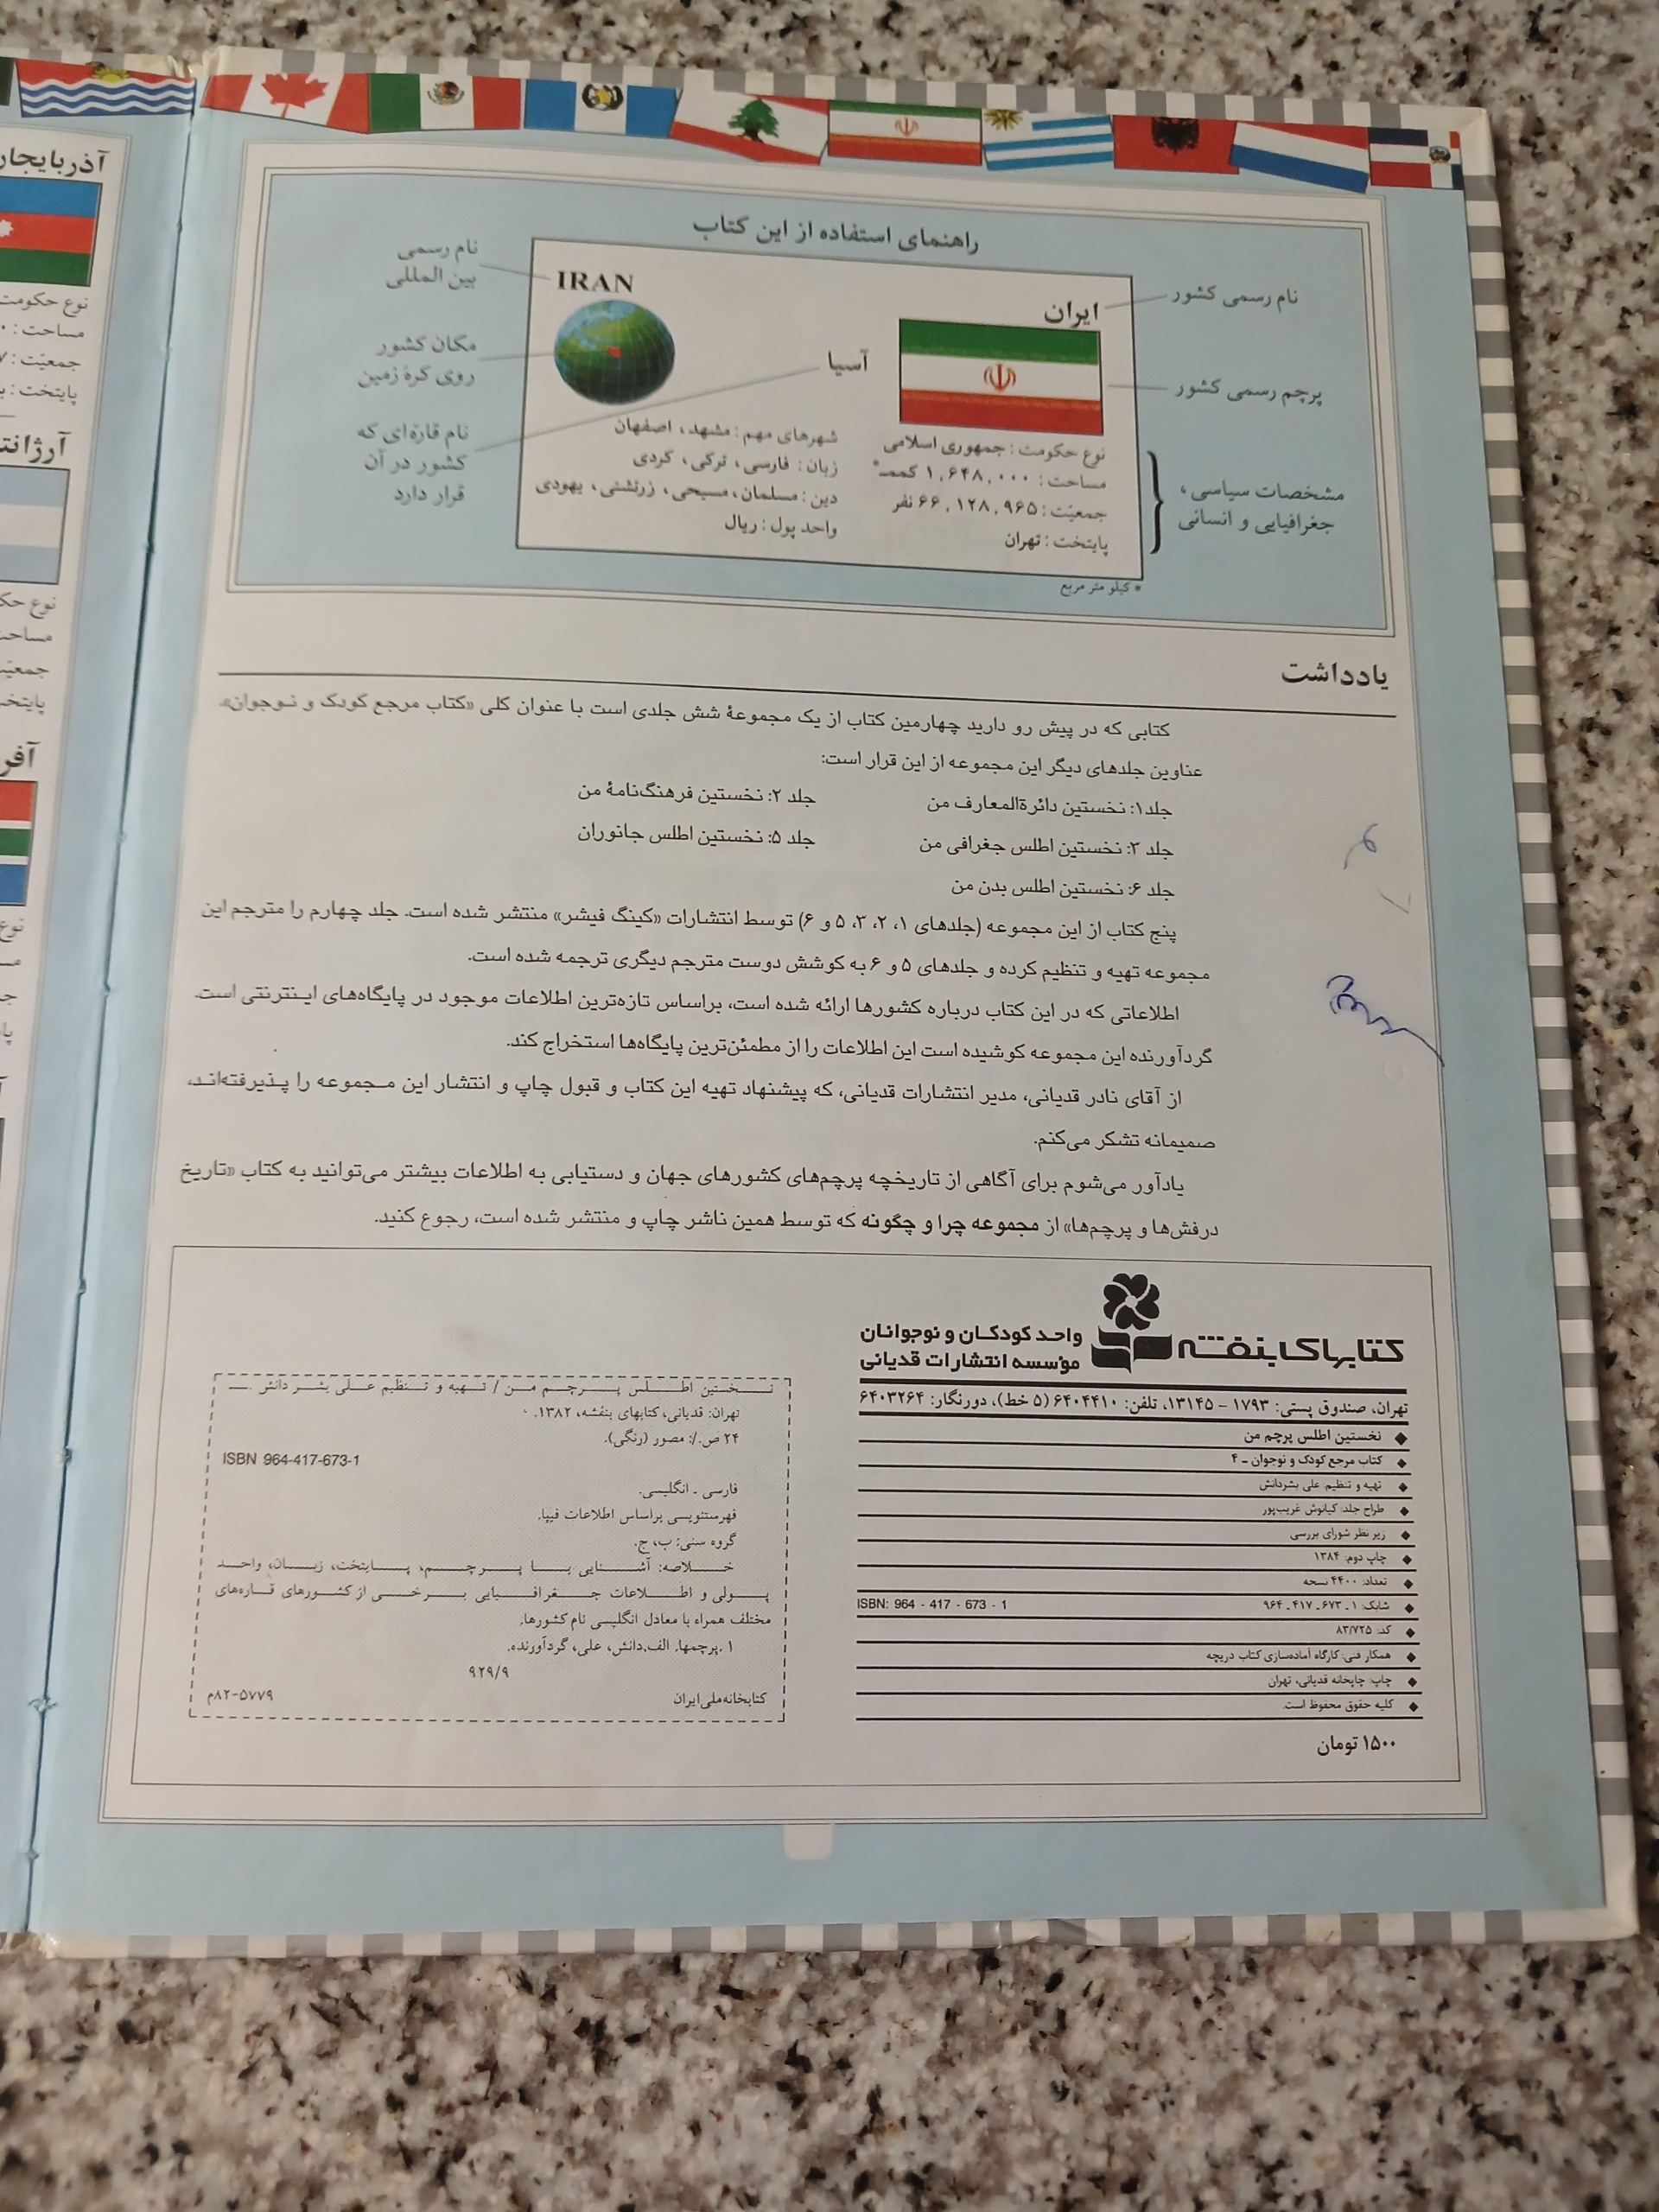 راهنمای استفاده از این کتاب
نام رسمی کشور
پرچم رسمی کشور
مشخصات سیاسی،
جغرافیایی و انسانی
نام رسمی
بین المللی
مکان کشور
روی کرهٔ زمین
نام قاره‌ای که
کشور در آن
قرار دارد
ایران
IRAN
آسیا
نوع حکومت : جمهوری اسلامی
مساحت : ۱,۶۴۸,۰۰۰ کمم*
جمعیّت : ۶۶,۱۲۸,۹۶۵ نفر
پایتخت : تهران
شهرهای مهم : مشهد، اصفهان
زبان : فارسی، ترکی، کردی
دین : مسلمان، مسیحی، زرتشتی، یهودی
واحد پول : ریال
* کیلو متر مربع
یادداشت
کتابی که در پیش رو دارید چهارمین کتاب از یک مجموعهٔ شش جلدی است با عنوان کلی «کتاب مرجع کودک و نوجوان».
عناوین جلدهای دیگر این مجموعه از این قرار است:
جلد۱: نخستین دائرةالمعارف من
جلد ۲: نخستین فرهنگ‌نامهٔ من
جلد ۳: نخستین اطلس جغرافی من
جلد ۵: نخستین اطلس جانوران
جلد ۶: نخستین اطلس بدن من
پنج کتاب از این مجموعه (جلدهای ۱، ۲، ۳، ۵ و ۶) توسط انتشارات «کینگ فیشر» منتشر شده است. جلد چهارم را مترجم این
مجموعه تهیه و تنظیم کرده و جلدهای ۵ و ۶ به کوشش دوست مترجم دیگری ترجمه شده است.
اطلاعاتی که در این کتاب درباره کشورها ارائه شده است، براساس تازه‌ترین اطلاعات موجود در پایگاه‌های اینترنتی است.
گردآورنده این مجموعه کوشیده است این اطلاعات را از مطمئن‌ترین پایگاه‌ها استخراج کند.
از آقای نادر قدیانی، مدیر انتشارات قدیانی، که پیشنهاد تهیه این کتاب و قبول چاپ و انتشار این مجموعه را پذیرفته‌اند،
صمیمانه تشکر می‌کنم.
یادآور می‌شوم برای آگاهی از تاریخچه پرچم‌های کشورهای جهان و دستیابی به اطلاعات بیشتر می‌توانید به کتاب «تاریخ
درفش‌ها و پرچم‌ها» از مجموعه چرا و چگونه که توسط همین ناشر چاپ و منتشر شده است، رجوع کنید.
کتابهای بنفشه
واحد کودکان و نوجوانان
مؤسسه انتشارات قدیانی
تهران، صندوق پستی: ۱۷۹۳ - ۱۳۱۴۵، تلفن: ۶۴۰۴۴۱۰ (۵ خط)، دورنگار: ۶۴۰۳۲۶۴
نخستین اطلس پرچم من
کتاب مرجع کودک و نوجوان ـ ۴
تهیه و تنظیم: علی بشردانش
طراح جلد: کیانوش غریب‌پور
زیر نظر شورای بررسی
چاپ دوم: ۱۳۸۴
تعداد: ۴۴۰۰ نسخه
شابک: ۱ ـ ۶۷۳ ـ ۴۱۷ ـ ۹۶۴ ISBN: 964 - 417 - 673 - 1
کد: ۸۳/۷۲۵
همکار فنی: کارگاه آماده‌سازی کتاب دریچه
چاپ: چاپخانه قدیانی، تهران
کلیه حقوق محفوظ است.
۱۵۰۰ تومان
نخستین اطلس پرچم من / تهیه و تنظیم علی بشردانش. ــ
تهران: قدیانی، کتابهای بنفشه، ۱۳۸۲.
۲۴ ص.: مصور (رنگی).
ISBN 964-417-673-1
فارسی ـ انگلیسی.
فهرستنویسی براساس اطلاعات فیپا.
گروه سنی: ب، ج.
خلاصه: آشنایی با پرچم، پایتخت، زبان، واحد
پولی و اطلاعات جغرافیایی برخی از کشورهای قاره‌های
مختلف همراه با معادل انگلیسی نام کشورها.
۱ .پرچمها. الف.دانش، علی، گردآورنده.
۹۲۹/۹
کتابخانه‌ملی‌ایران
۸۲-۵۷۷۹م
آذربایجان
نوع حکومت
مساحت :
جمعیّت :
پایتخت :